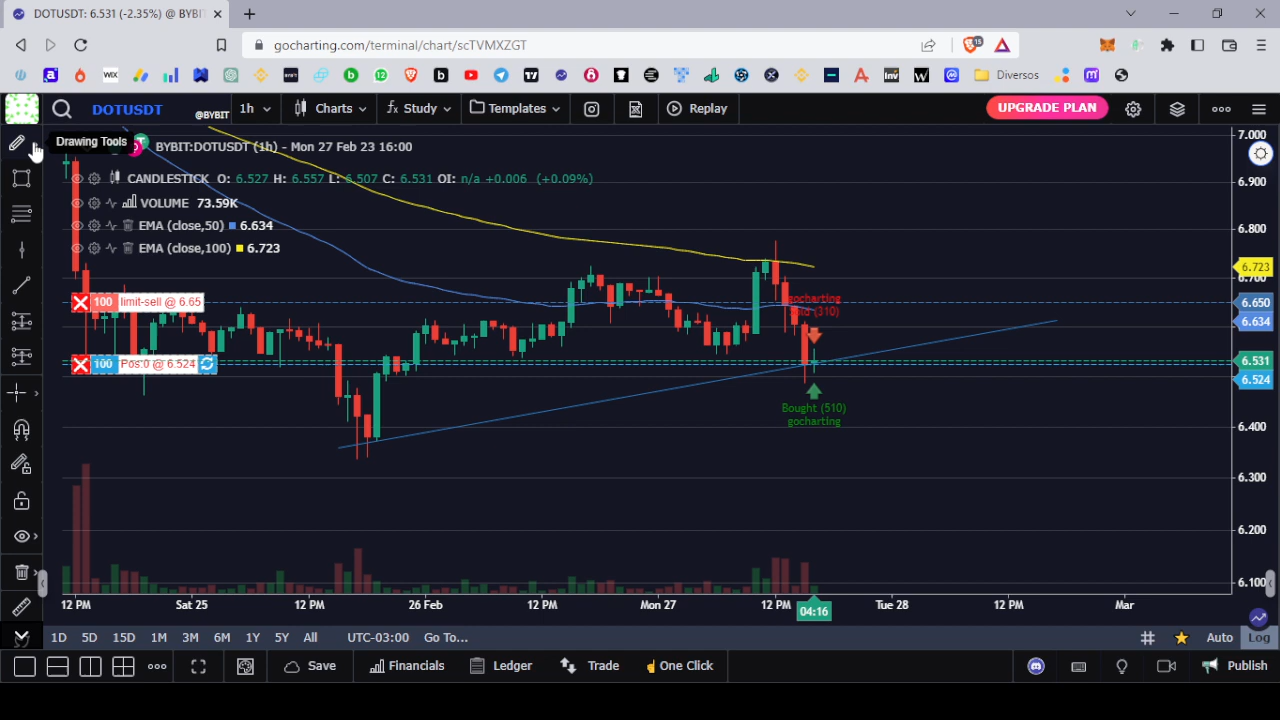 DOTUSDT: 6.531 (-2.35%) @ BYBIT
gocharting.com/terminal/chart/scTVMXZGT
15
Diversos
DOTUSDT @BYBIT 1h Charts Study Templates Replay UPGRADE PLAN
Drawing Tools
BYBIT:DOTUSDT (1h) - Mon 27 Feb 23 16:00
CANDLESTICK O: 6.527 H: 6.557 L: 6.507 C: 6.531 OI: n/a +0.006 (+0.09%)
VOLUME 73.59K
EMA (close,50) 6.634
EMA (close,100) 6.723
100 limit-sell @ 6.65
100 Pos:0 @ 6.524
gocharting
(310)
Bought (510)
gocharting
7.000
6.900
6.800
6.723
6.700
6.650
6.634
6.531
6.524
6.400
6.300
6.200
6.100
12 PM Sat 25 12 PM 26 Feb 12 PM Mon 27 12 PM Tue 28 12 PM Mar
04:16
1D 5D 15D 1M 3M 6M 1Y 5Y All UTC-03:00 Go To... Auto Log
Save Financials Ledger Trade One Click Publish